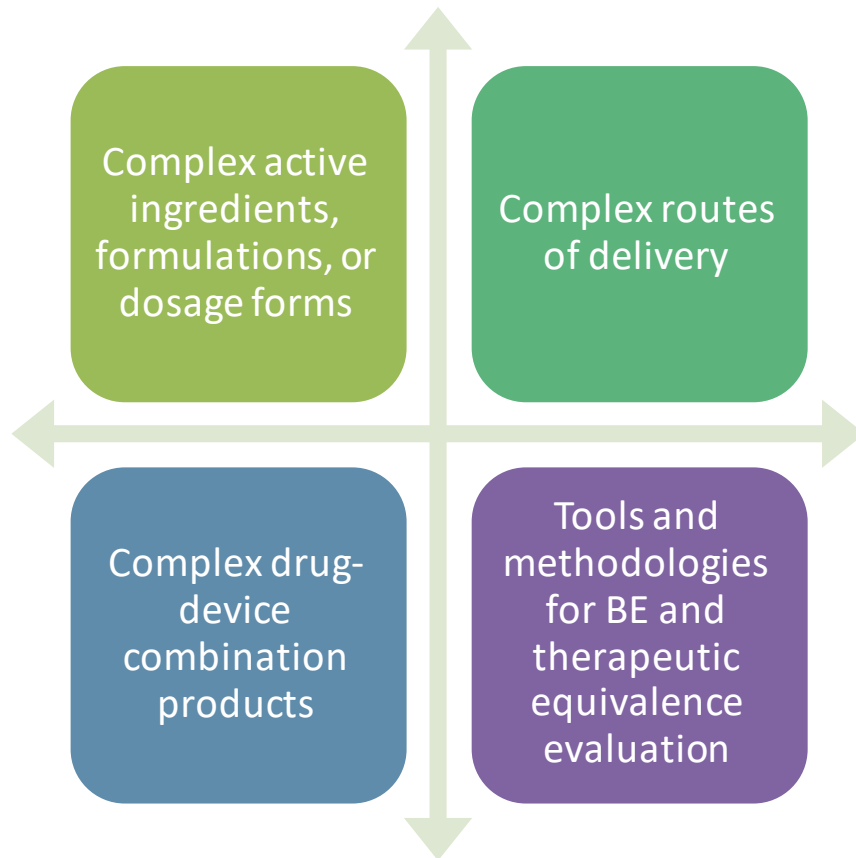 Complex active
ingredients,
formulations, or
dosage forms
Complex routes
of delivery
Complex drug-
device
combination
products
Tools and
methodologies
for BE and
therapeutic
equivalence
evaluation